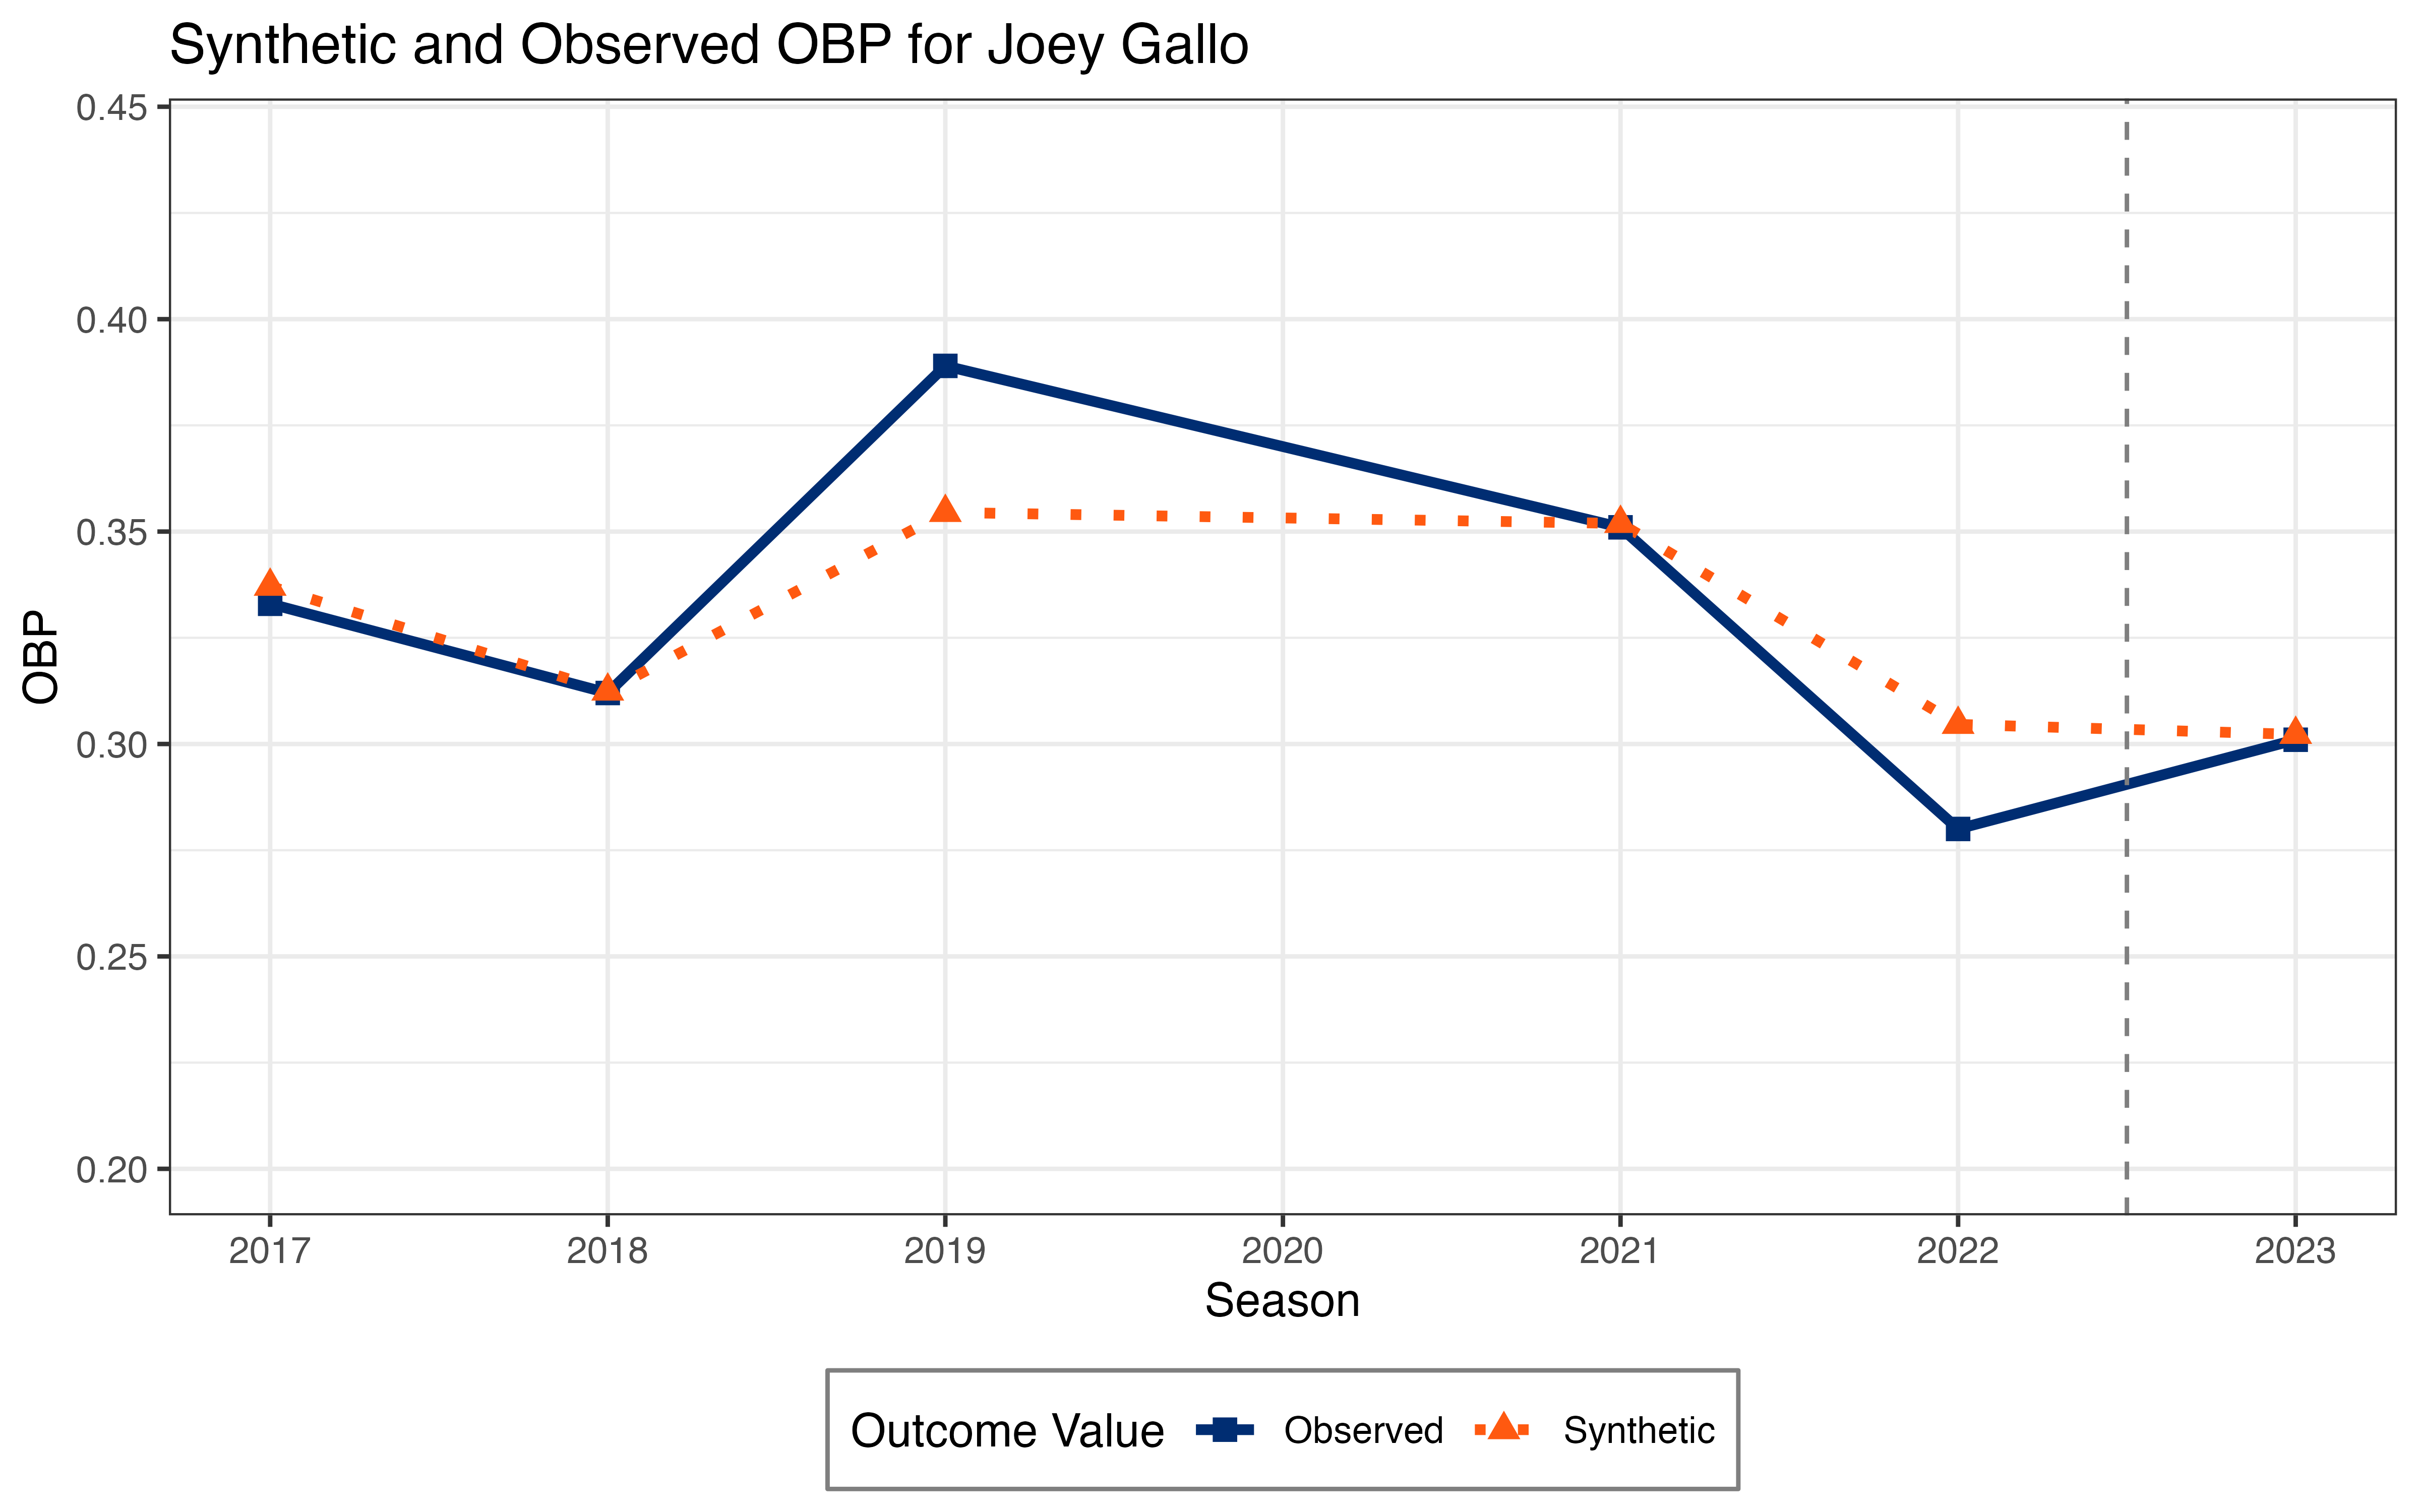 Synthetic and Observed OBP for Joey Gallo
0.45
0.40
0.35
0.30
0.25
0.20
OBP
2017 2018 2019 2020 2021 2022 2023
Season
Outcome Value Observed Synthetic